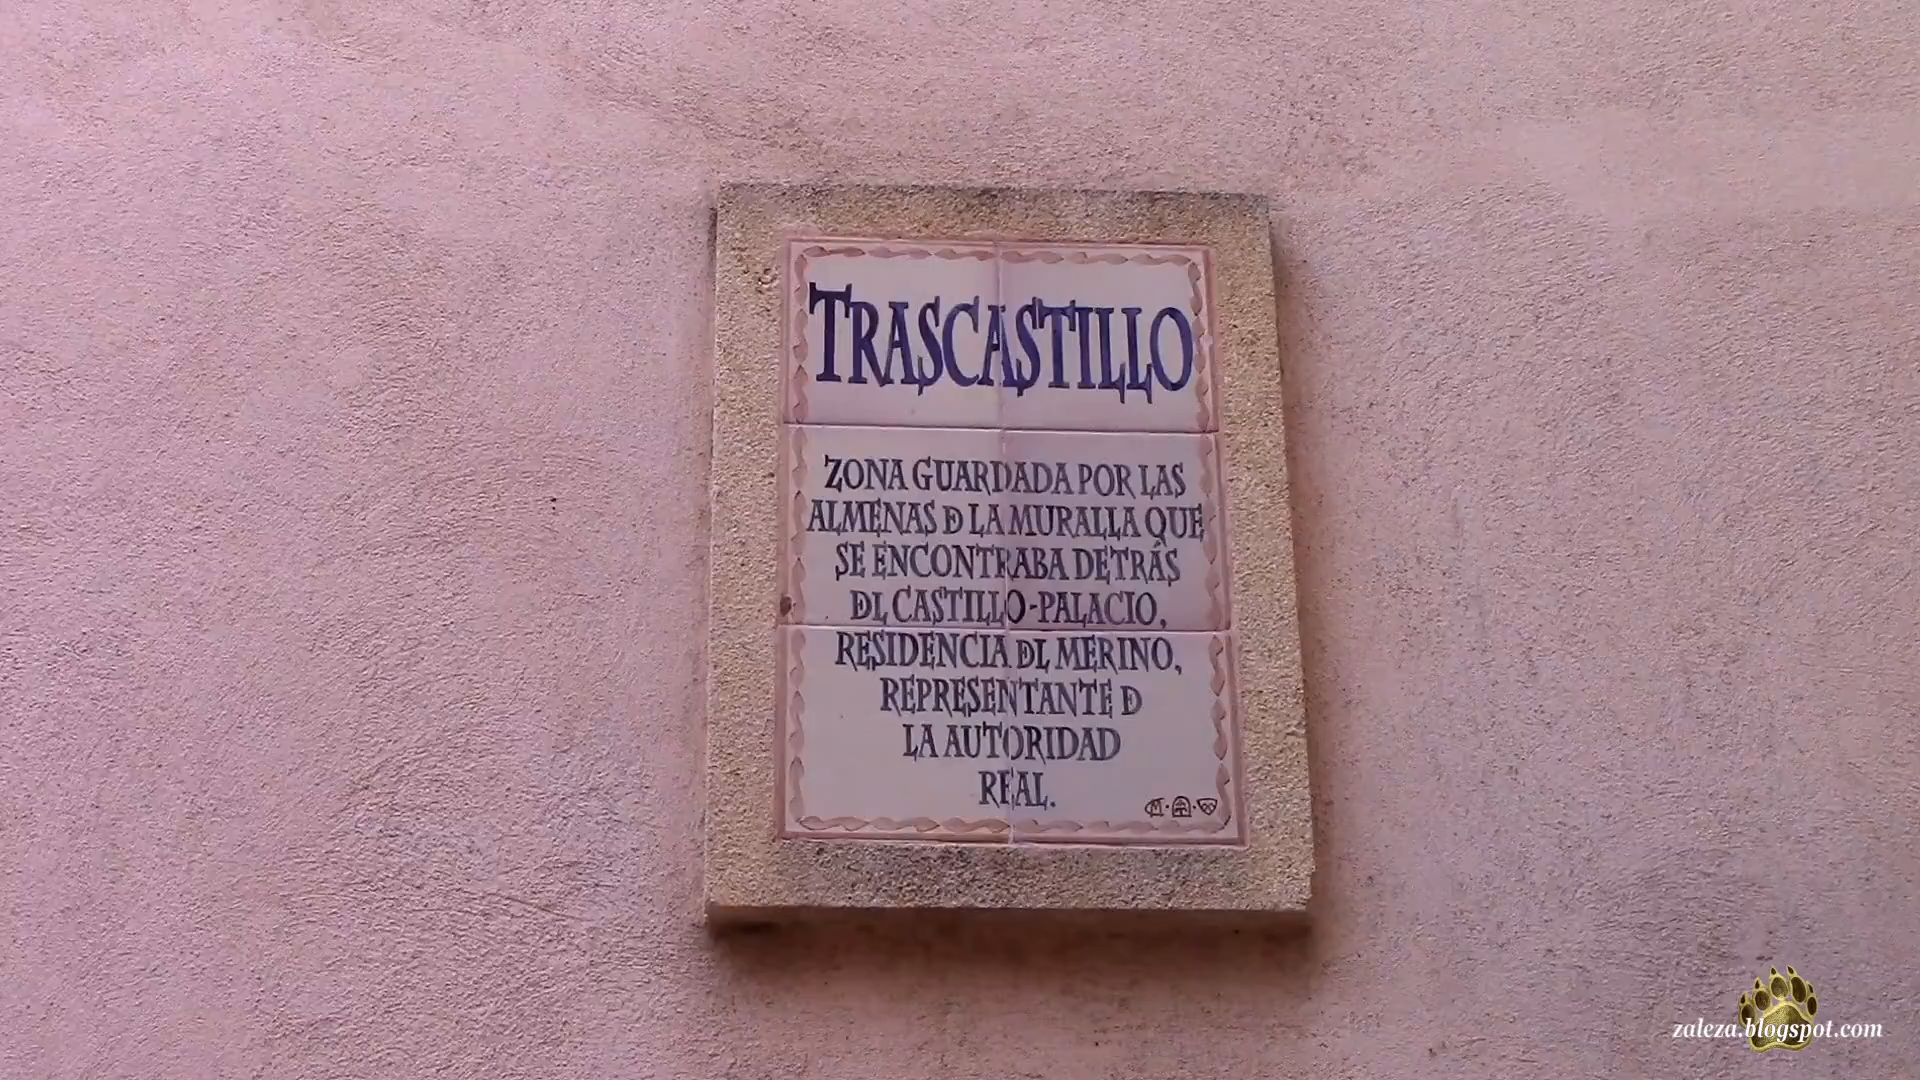 TRASCASTILLO
ZONA GUARDADA POR LAS
ALMENAS D LA MURALLA QUE
SE ENCONTRABA DETRÁS
DL CASTILLO-PALACIO,
RESIDENCIA DL MERINO,
REPRESENTANTE D
LA AUTORIDAD
REAL.
zaleza.blogspot.com